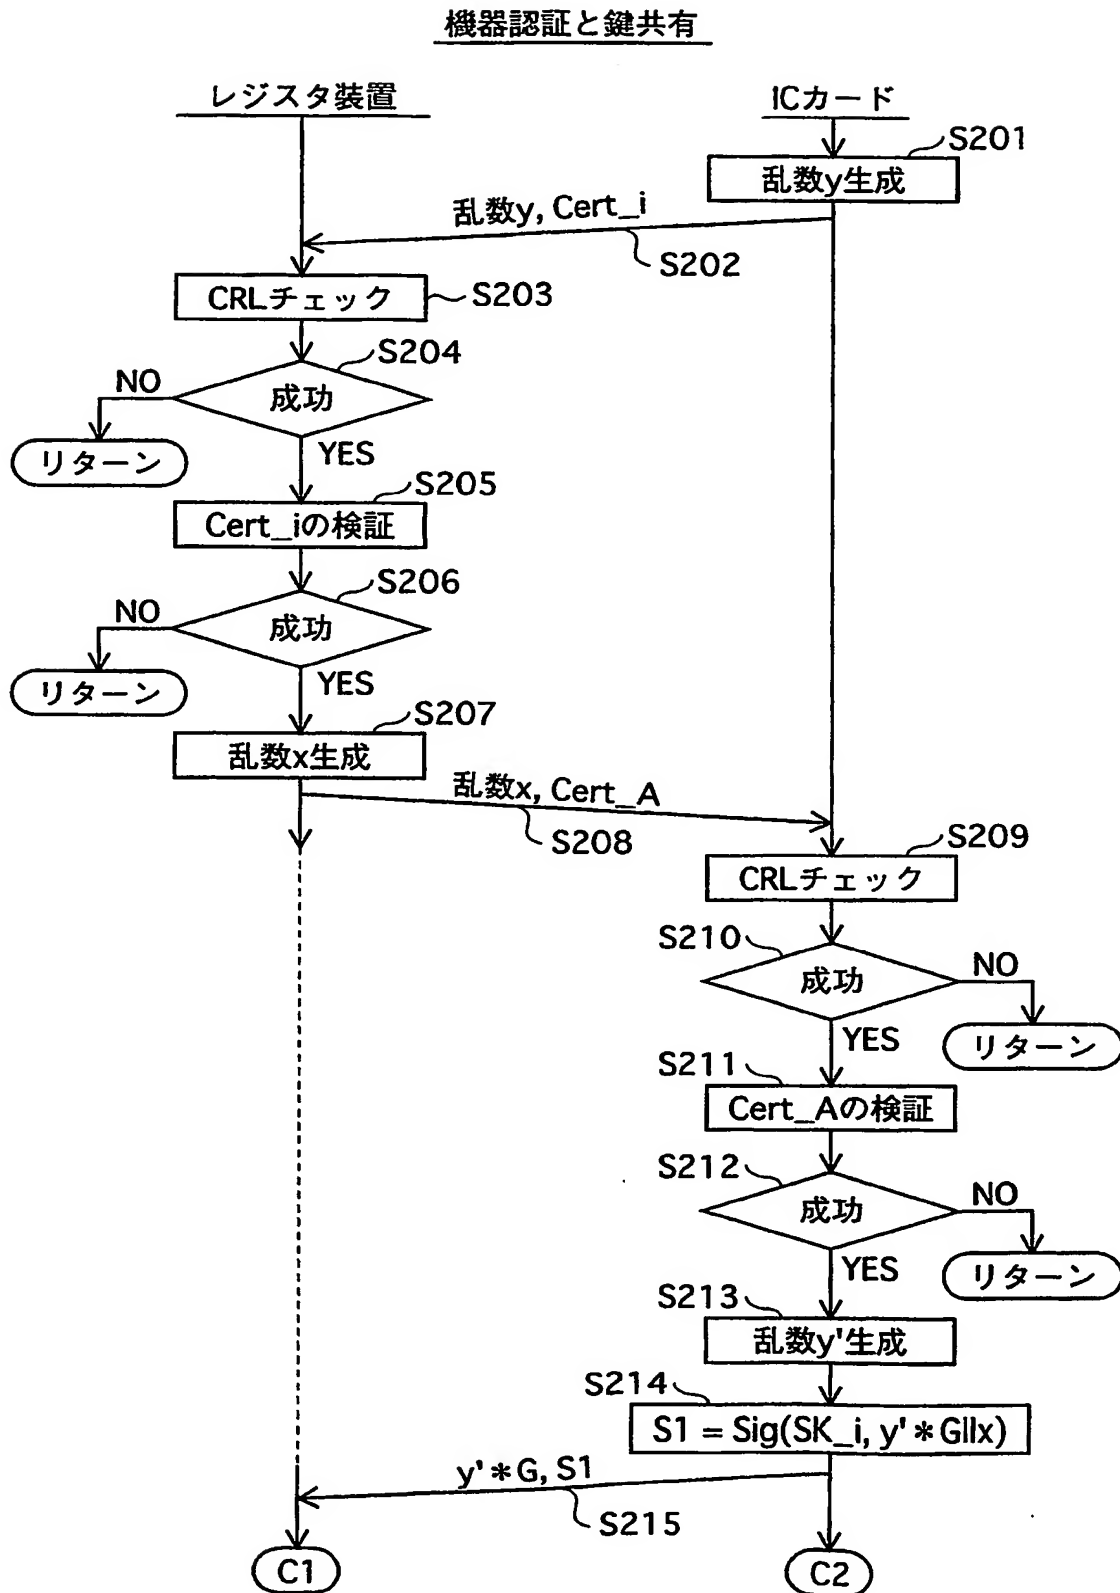 機器認証と鍵共有
レジスタ装置
ICカード
S201
乱数y生成
乱数y, Cert_i
S202
CRLチェック
S203
S204
NO
成功
リターン
YES
S205
Cert_iの検証
S206
NO
成功
リターン
YES
S207
乱数x生成
乱数x, Cert_A
S208
S209
CRLチェック
S210
成功
NO
YES
リターン
S211
Cert_Aの検証
S212
成功
NO
YES
リターン
S213
乱数y'生成
S214
S1 = Sig(SK_i, y'*G||x)
y'*G, S1
S215
C1
C2